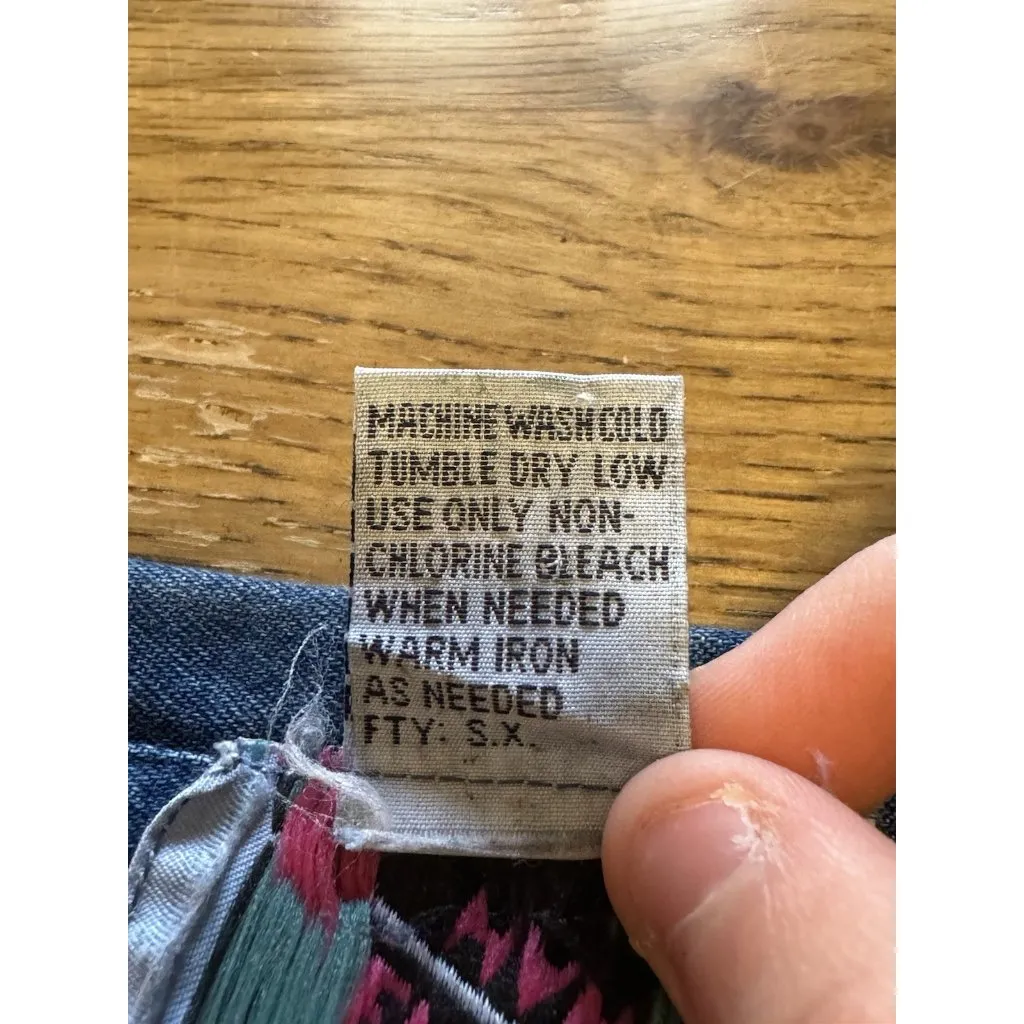 MACHINE WASH COLD
TUMBLE DRY LOW
USE ONLY NON-
CHLORINE BLEACH
WHEN NEEDED
WARM IRON
AS NEEDED
FTY: S.X.